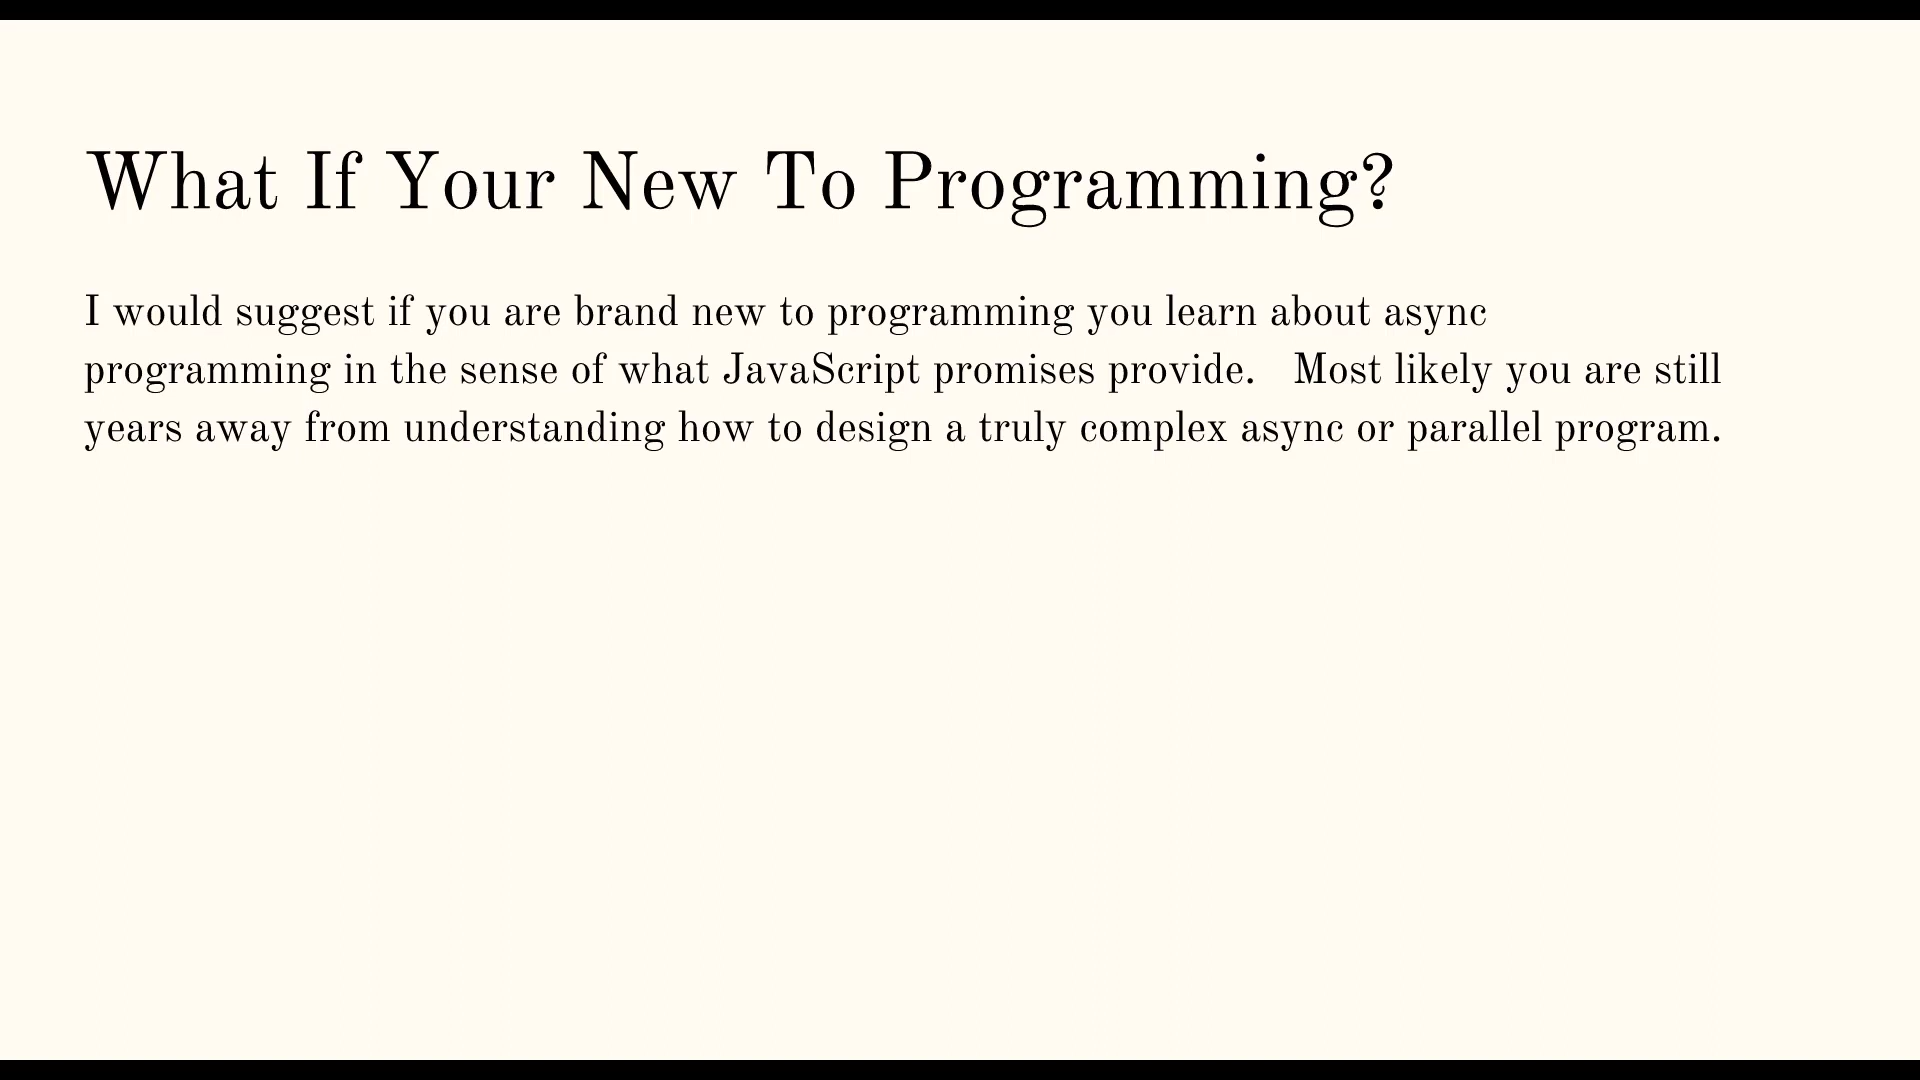 What If Your New To Programming?
I would suggest if you are brand new to programming you learn about async
programming in the sense of what JavaScript promises provide.   Most likely you are still
years away from understanding how to design a truly complex async or parallel program.